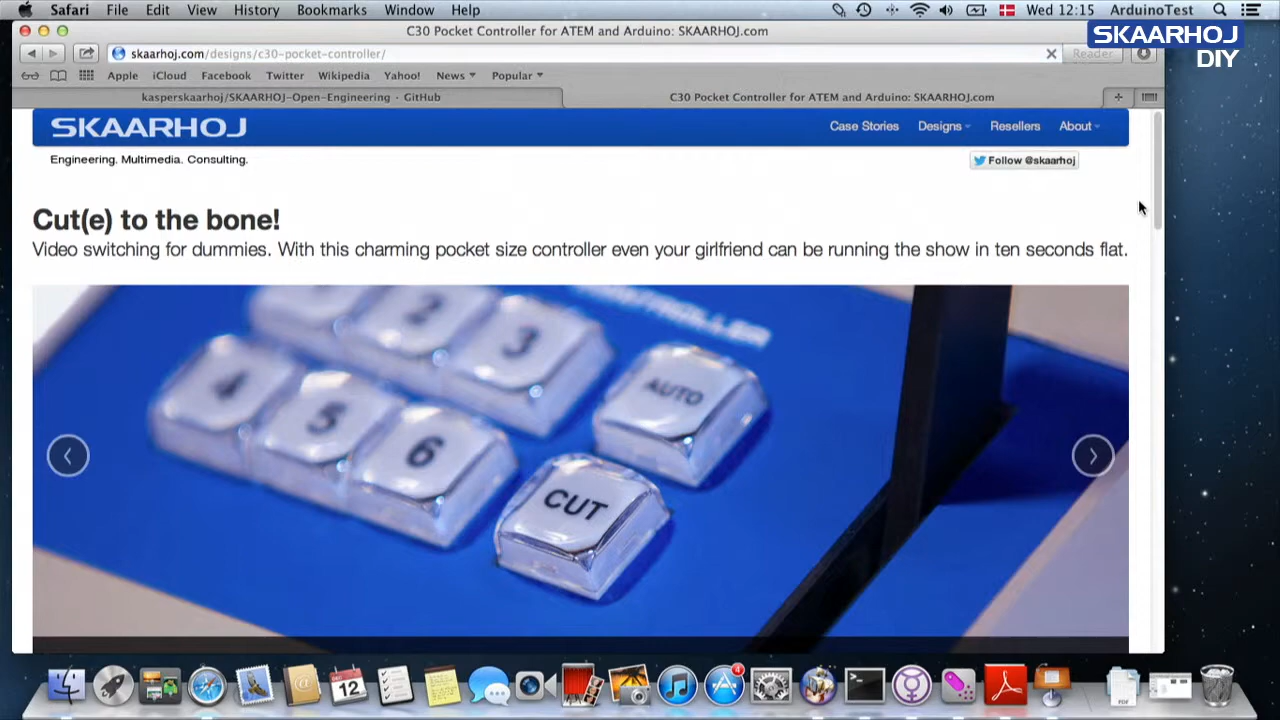 Safari File Edit View History Bookmarks Window Help Wed 12:15 ArduinoTest
SKAARHOJ
DIY
C30 Pocket Controller for ATEM and Arduino: SKAARHOJ.com
skaarhoj.com/designs/c30-pocket-controller/
Reader
Apple iCloud Facebook Twitter Wikipedia Yahoo! News Popular
kasperskaarhoj/SKAARHOJ-Open-Engineering · GitHub
C30 Pocket Controller for ATEM and Arduino: SKAARHOJ.com
SKAARHOJ
Case Stories Designs Resellers About
Engineering. Multimedia. Consulting.
Follow @skaarhoj
Cut(e) to the bone!
Video switching for dummies. With this charming pocket size controller even your girlfriend can be running the show in ten seconds flat.
2 3
AUTO
4 5 6
CUT
4
12
PDF